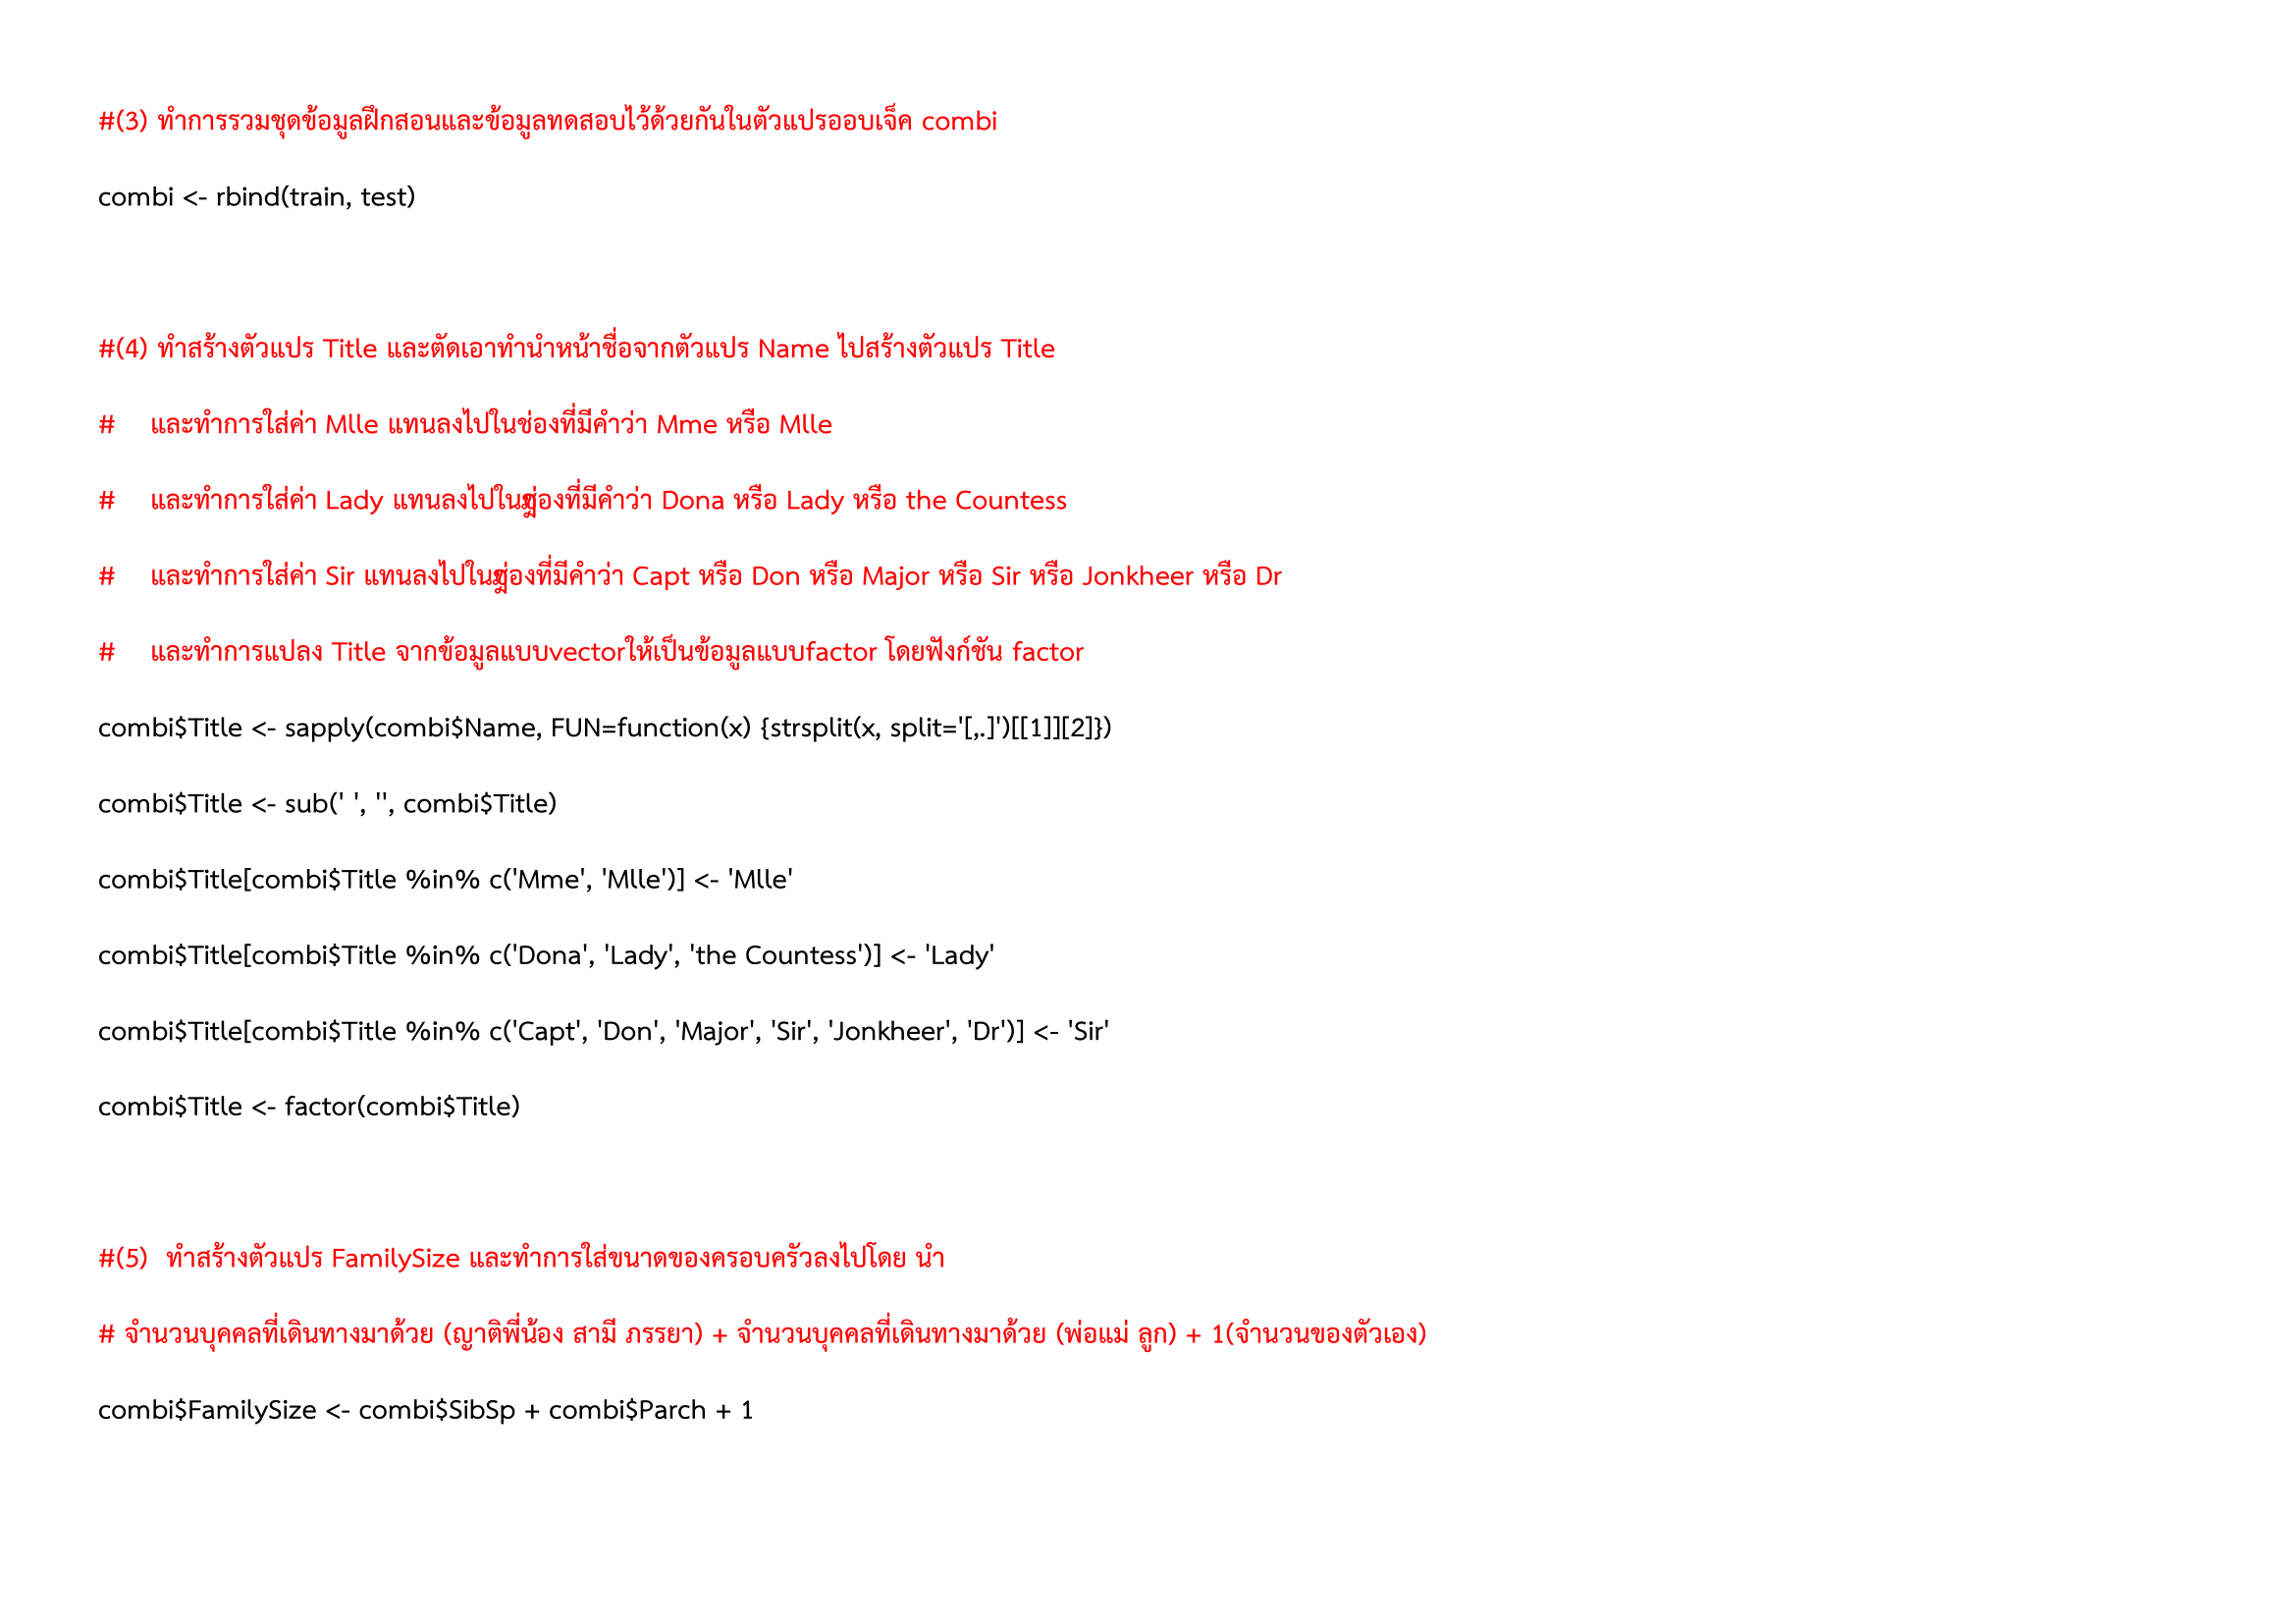 #(3) ทำการรวมชุดข้อมูลฝึกสอนและข้อมูลทดสอบไว้ด้วยกันในตัวแปรออบเจ็ค combi
combi <- rbind(train, test)
#(4) ทำสร้างตัวแปร Title และตัดเอาทำนำหน้าชื่อจากตัวแปร Name ไปสร้างตัวแปร Title
# และทำการใส่ค่า Mlle แทนลงไปในช่องที่มีคำว่า Mme หรือ Mlle
# และทำการใส่ค่า Lady แทนลงไปในช่องที่มีคำว่า Dona หรือ Lady หรือ the Countess
# และทำการใส่ค่า Sir แทนลงไปในช่องที่มีคำว่า Capt หรือ Don หรือ Major หรือ Sir หรือ Jonkheer หรือ Dr
# และทำการแปลง Title จากข้อมูลแบบvectorให้เป็นข้อมูลแบบfactor โดยฟังก์ชัน factor
combi$Title <- sapply(combi$Name, FUN=function(x) {strsplit(x, split='[,.]')[[1]][2]})
combi$Title <- sub(' ', '', combi$Title)
combi$Title[combi$Title %in% c('Mme', 'Mlle')] <- 'Mlle'
combi$Title[combi$Title %in% c('Dona', 'Lady', 'the Countess')] <- 'Lady'
combi$Title[combi$Title %in% c('Capt', 'Don', 'Major', 'Sir', 'Jonkheer', 'Dr')] <- 'Sir'
combi$Title <- factor(combi$Title)
#(5) ทำสร้างตัวแปร FamilySize และทำการใส่ขนาดของครอบครัวลงไปโดย นำ
# จำนวนบุคคลที่เดินทางมาด้วย (ญาติพี่น้อง สามี ภรรยา) + จำนวนบุคคลที่เดินทางมาด้วย (พ่อแม่ ลูก) + 1(จำนวนของตัวเอง)
combi$FamilySize <- combi$SibSp + combi$Parch + 1